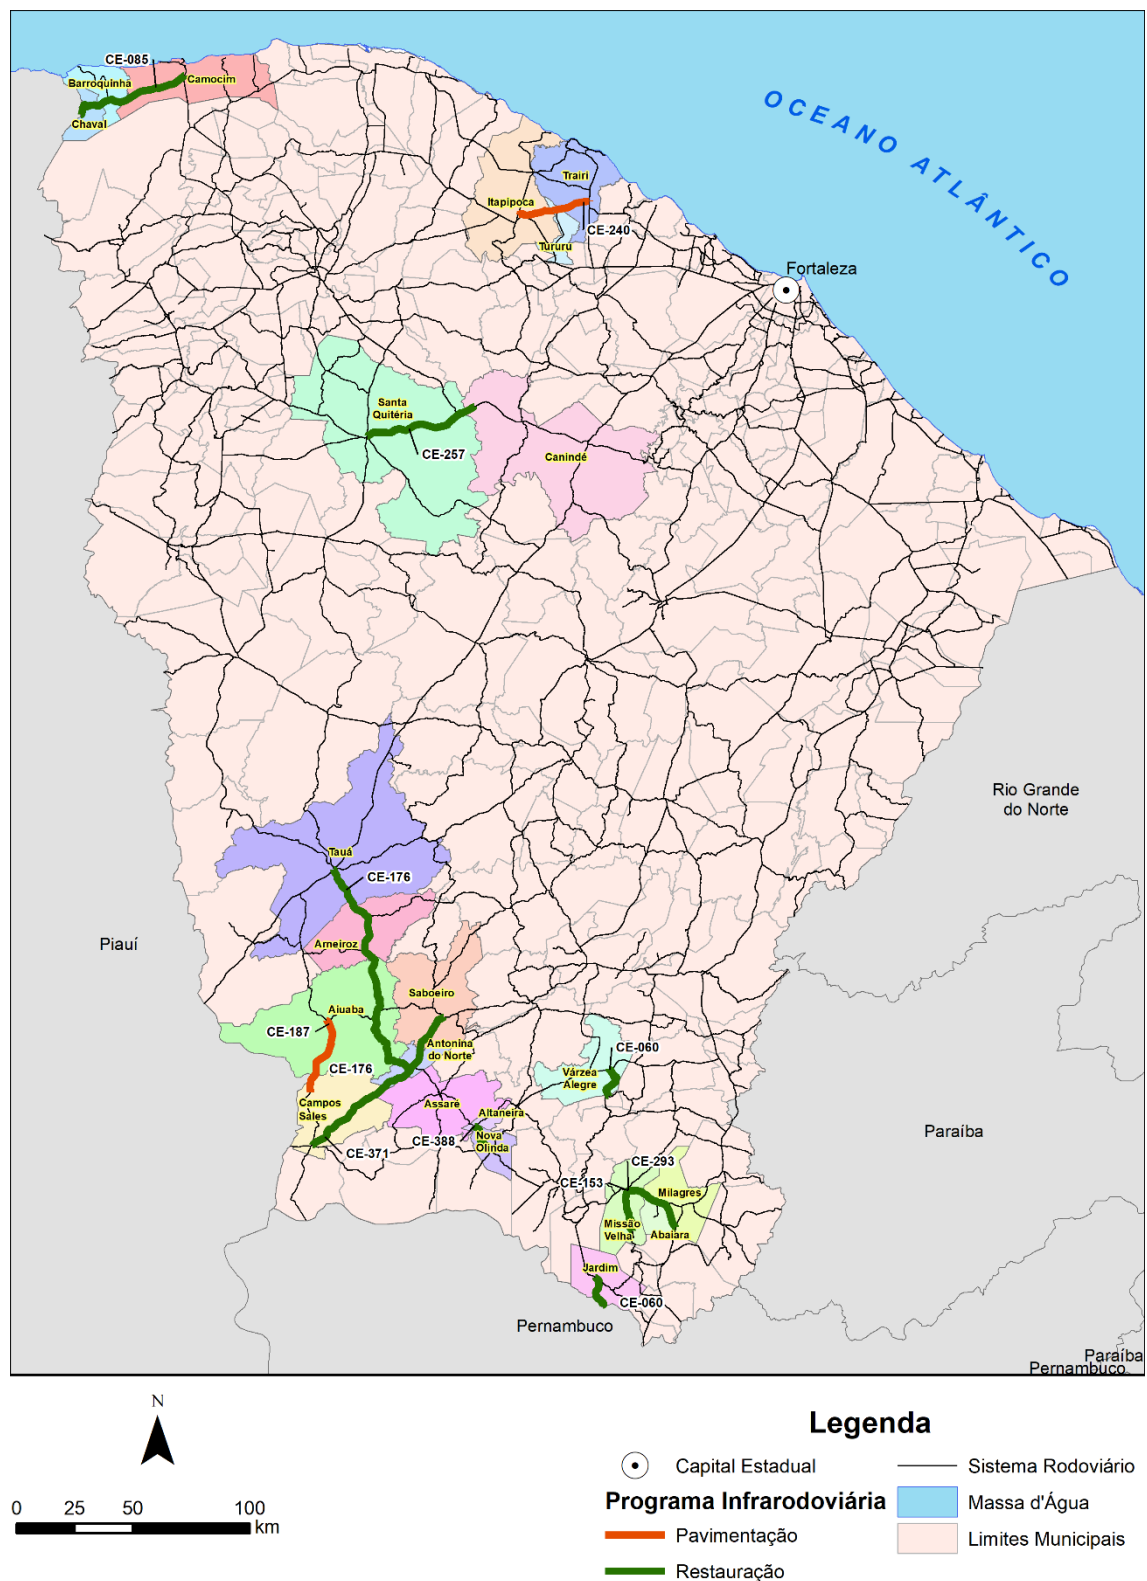 CE-085
Barroquinha
Camocim
Chaval
OCEANO ATLÂNTICO
Trairi
Itapipoca
CE-240
Tururu
Fortaleza
Santa
Quitéria
CE-257
Canindé
Rio Grande
do Norte
Tauá
CE-176
Piauí
Arneiroz
Saboeiro
Aiuaba
CE-187
Antonina
do Norte
CE-060
CE-176
Várzea
Alegre
Campos
Sales
Assaré
Altaneira
CE-388
Nova
Olinda
CE-371
Paraíba
CE-293
CE-153
Milagres
Missão
Velha
Abaiara
Jardim
CE-060
Pernambuco
Paraíba
Pernambuco
N
Legenda
0 25 50 100
km
Capital Estadual
Programa Infrarodoviária
Pavimentação
Restauração
Sistema Rodoviário
Massa d'Água
Limites Municipais